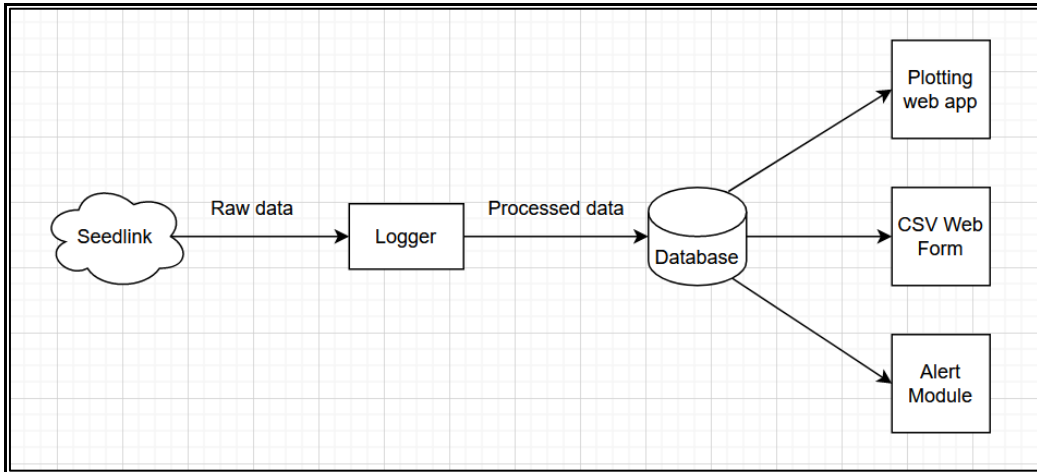 Plotting
web app
Raw data
Processed data
Seedlink
Logger
Database
CSV Web
Form
Alert
Module